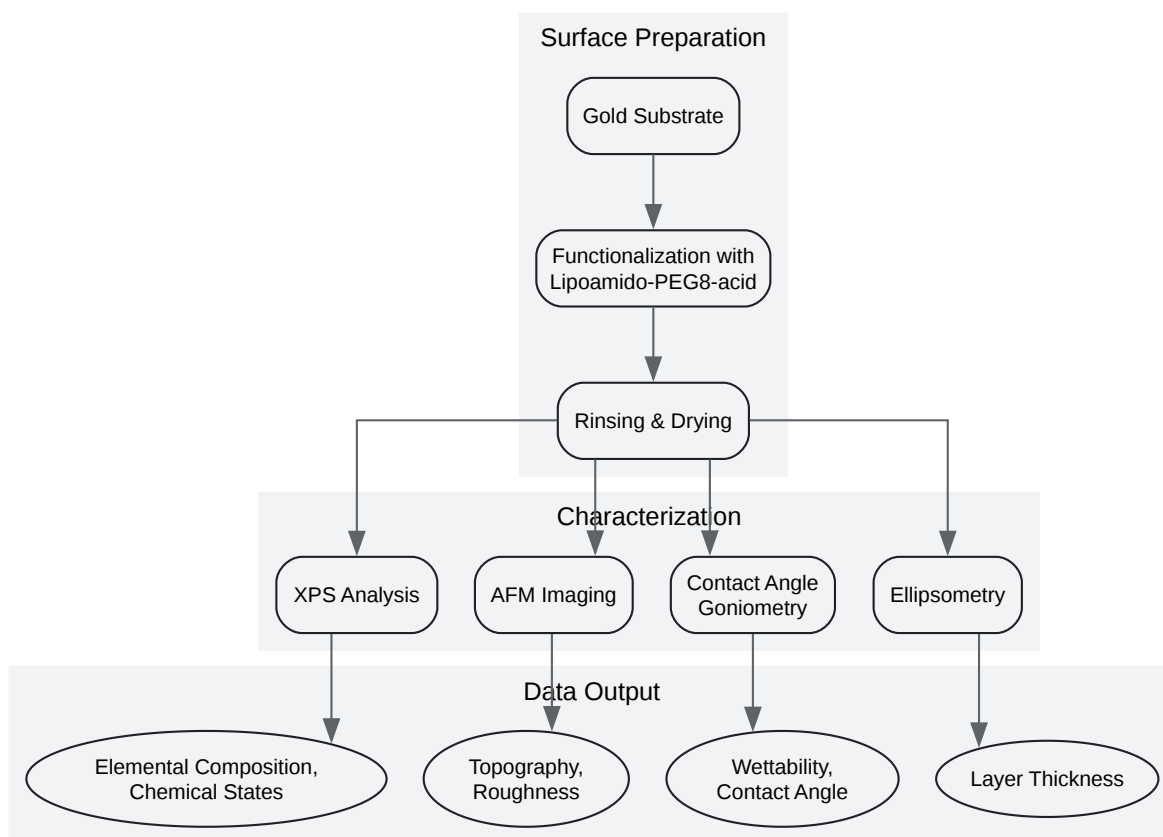 Surface Preparation
Gold Substrate
Functionalization with
Lipoamido-PEG8-acid
Rinsing & Drying
Characterization
XPS Analysis
AFM Imaging
Contact Angle
Goniometry
Ellipsometry
Data Output
Elemental Composition,
Chemical States
Topography,
Roughness
Wettability,
Contact Angle
Layer Thickness